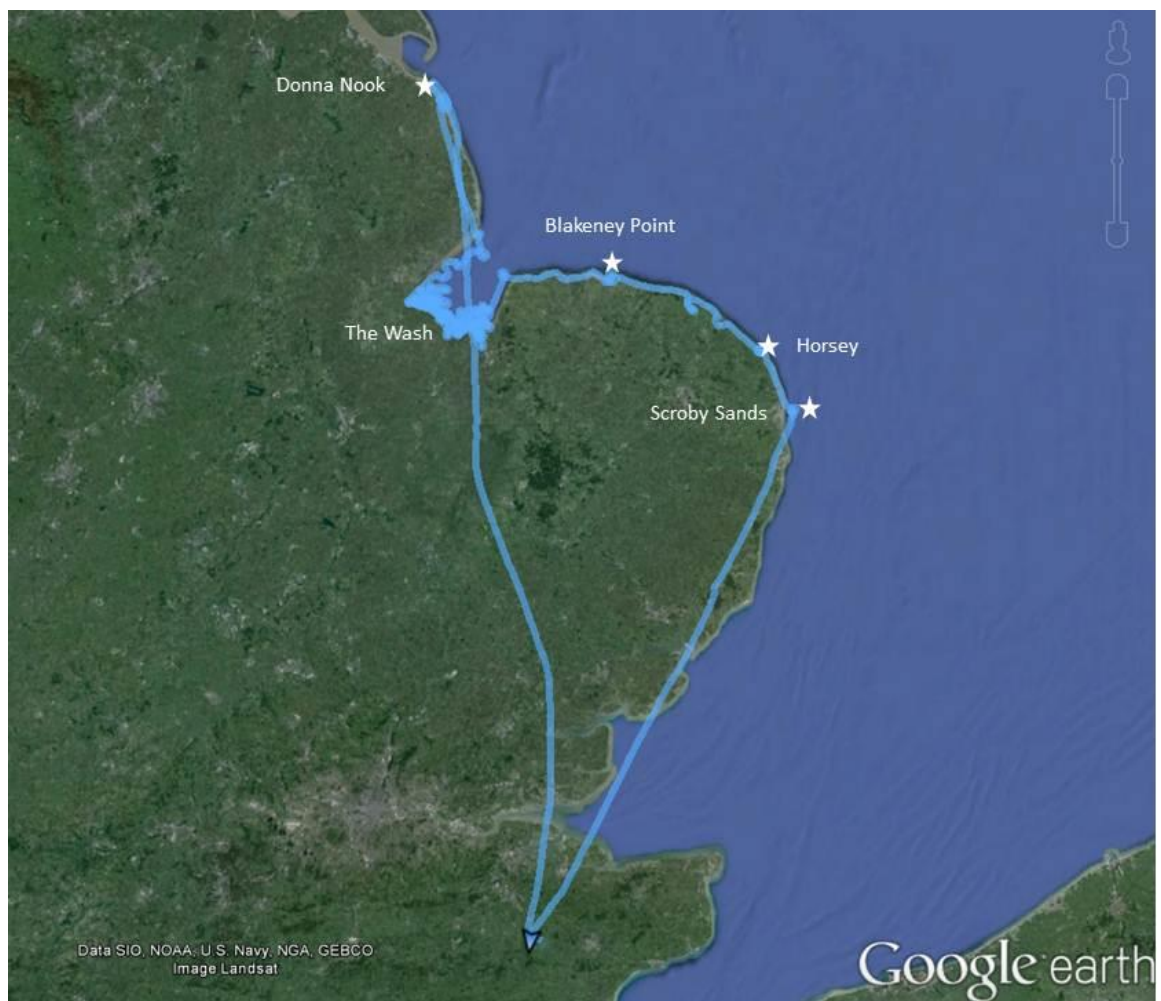 Donna Nook
Blakeney Point
The Wash
Horsey
Scroby Sands
Data SIO, NOAA, U.S. Navy, NGA, GEBCO
Image Landsat
Google earth